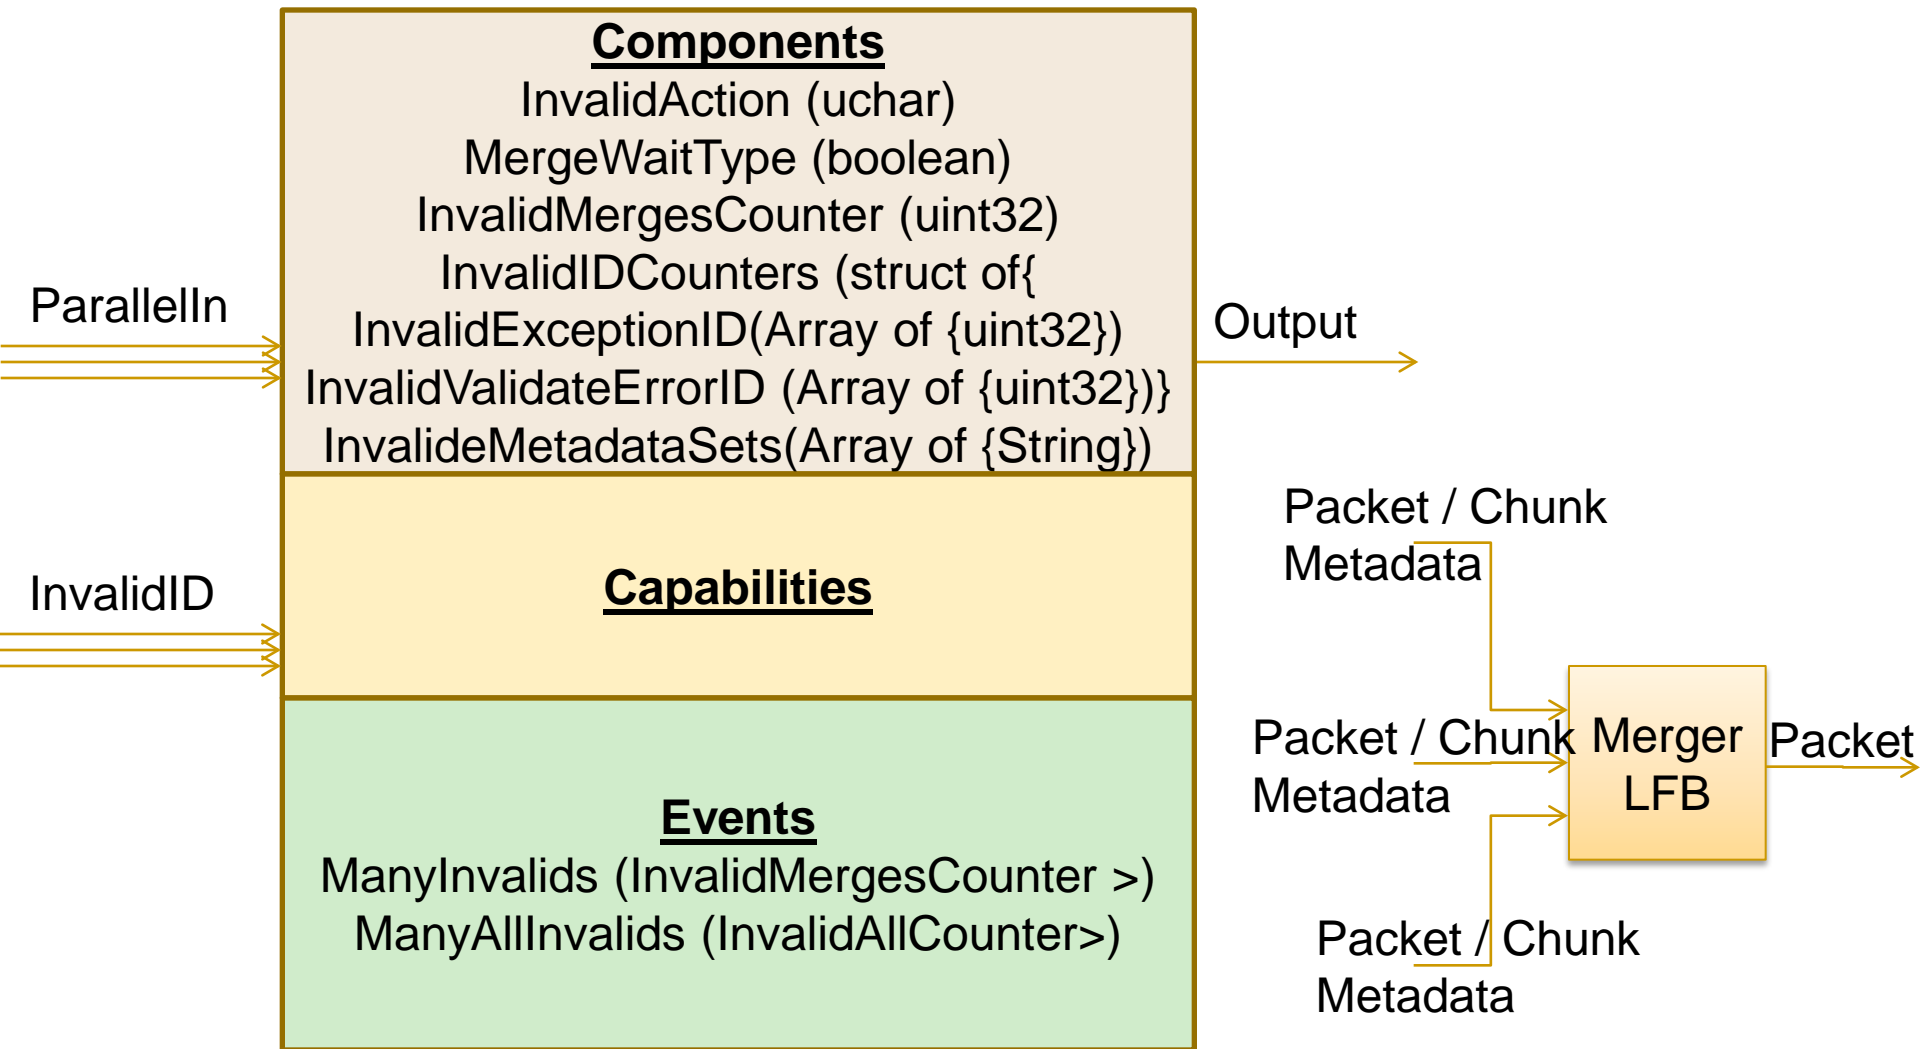 Components
InvalidAction (uchar)
MergeWaitType (boolean)
InvalidMergesCounter (uint32)
InvalidIDCounters (struct of{
InvalidExceptionID(Array of {uint32})
InvalidValidateErrorID (Array of {uint32})}
InvalideMetadataSets(Array of {String})
ParallelIn
Output
Capabilities
InvalidID
Events
ManyInvalids (InvalidMergesCounter >)
ManyAllInvalids (InvalidAllCounter>)
Packet / Chunk
Metadata
Packet / Chunk
Metadata
Merger
LFB
Packet
Packet / Chunk
Metadata